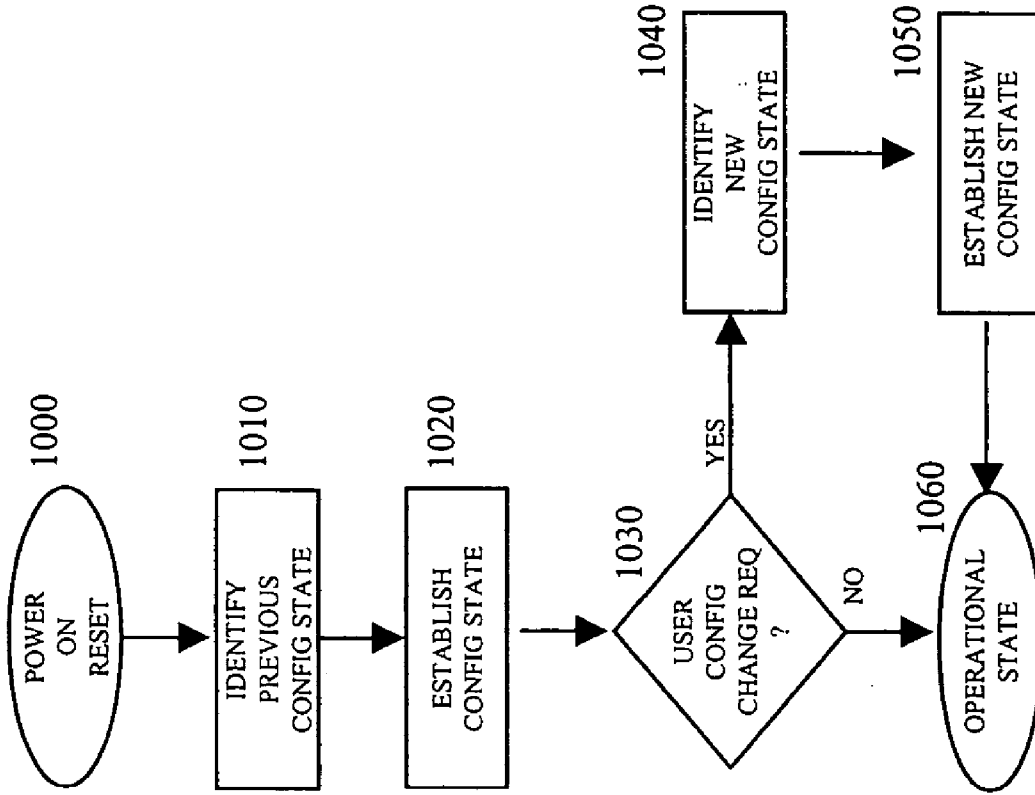 POWER
ON
RESET
1000
IDENTIFY
PREVIOUS
CONFIG STATE
1010
ESTABLISH
CONFIG STATE
1020
USER
CONFIG
CHANGE REQ
?
1030
YES
NO
IDENTIFY
NEW
CONFIG STATE
1040
ESTABLISH NEW
CONFIG STATE
1050
OPERATIONAL
STATE
1060